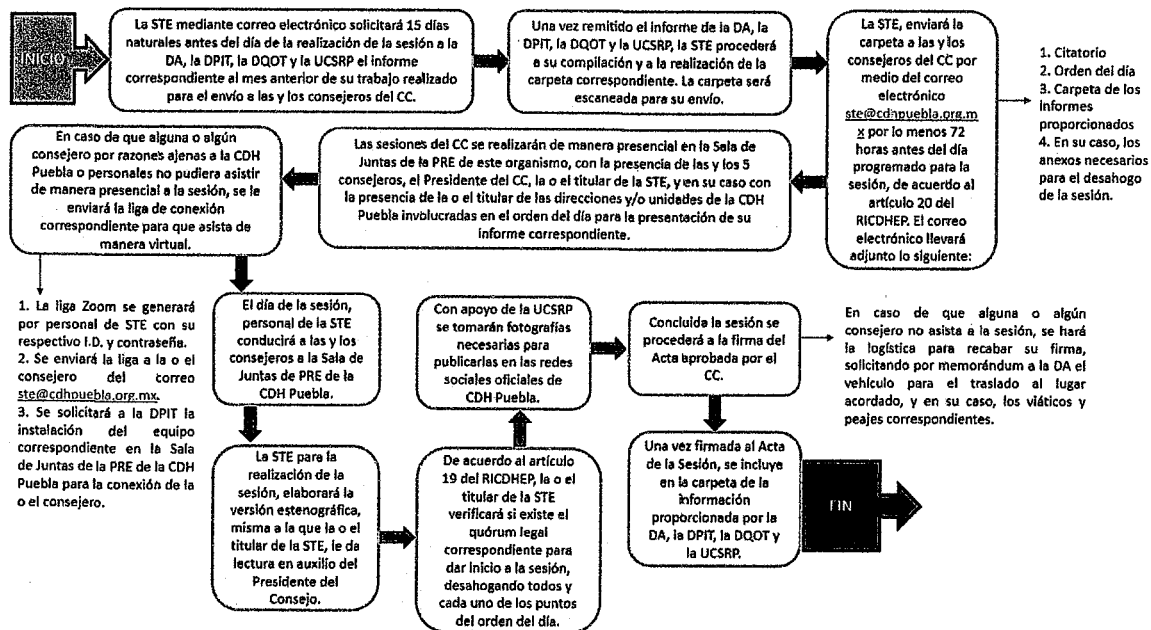 INICIO
La STE mediante correo electrónico solicitará 15 días
naturales antes del día de la realización de la sesión a la
DA, la DPIT, la DQOT y la UCSRP el informe
correspondiente al mes anterior de su trabajo realizado
para el envío a las y los consejeros del CC.
Una vez remitido el informe de la DA, la
DPIT, la DQOT y la UCSRP, la STE procederá
a su compilación y a la realización de la
carpeta correspondiente. La carpeta será
escaneada para su envío.
La STE, enviará la
carpeta a las y los
consejeros del CC por
medio del correo
electrónico
ste@cdhpuebla.org.m
x por lo menos 72
horas antes del día
programado para la
sesión, de acuerdo al
artículo 20 del
RICDHEP. El correo
electrónico llevará
adjunto lo siguiente:
1. Citatorio
2. Orden del día
3. Carpeta de los
informes
proporcionados
4. En su caso, los
anexos necesarios
para el desahogo
de la sesión.
Las sesiones del CC se realizarán de manera presencial en la Sala de
Juntas de la PRE de este organismo, con la presencia de las y los 5
consejeros, el Presidente del CC, la o el titular de la STE, y en su caso con
la presencia de la o el titular de las direcciones y/o unidades de la CDH
Puebla involucradas en el orden del día para la presentación de su
informe correspondiente.
En caso de que alguna o algún
consejero por razones ajenas a la CDH
Puebla o personales no pudiera asistir
de manera presencial a la sesión, se le
enviará la liga de conexión
correspondiente para que asista de
manera virtual.
1. La liga Zoom se generará
por personal de STE con su
respectivo I.D. y contraseña.
2. Se enviará la liga a la o el
consejero del correo
ste@cdhpuebla.org.mx.
3. Se solicitará a la DPIT la
instalación del equipo
correspondiente en la Sala
de Juntas de la PRE de la CDH
Puebla para la conexión de la
o el consejero.
El día de la sesión,
personal de la STE
conducirá a las y los
consejeros a la Sala de
Juntas de PRE de la
CDH Puebla.
La STE para la
realización de la
sesión, elaborará la
versión estenográfica,
misma a la que la o el
titular de la STE, le da
lectura en auxilio del
Presidente del
Consejo.
De acuerdo al artículo
19 del RICDHEP, la o el
titular de la STE
verificará si existe el
quórum legal
correspondiente para
dar inicio a la sesión,
desahogando todos y
cada uno de los puntos
del orden del día.
Con apoyo de la UCSRP
se tomarán fotografías
necesarias para
publicarlas en las redes
sociales oficiales de
CDH Puebla.
Concluida la sesión se
procederá a la firma del
Acta aprobada por el
CC.
En caso de que alguna o algún
consejero no asista a la sesión, se hará
la logística para recabar su firma,
solicitando por memorándum a la DA el
vehículo para el traslado al lugar
acordado, y en su caso, los viáticos y
peajes correspondientes.
Una vez firmada al Acta
de la Sesión, se incluye
en la carpeta de la
información
proporcionada por la
DA, la DPIT, la DQOT y
la UCSRP.
FIN